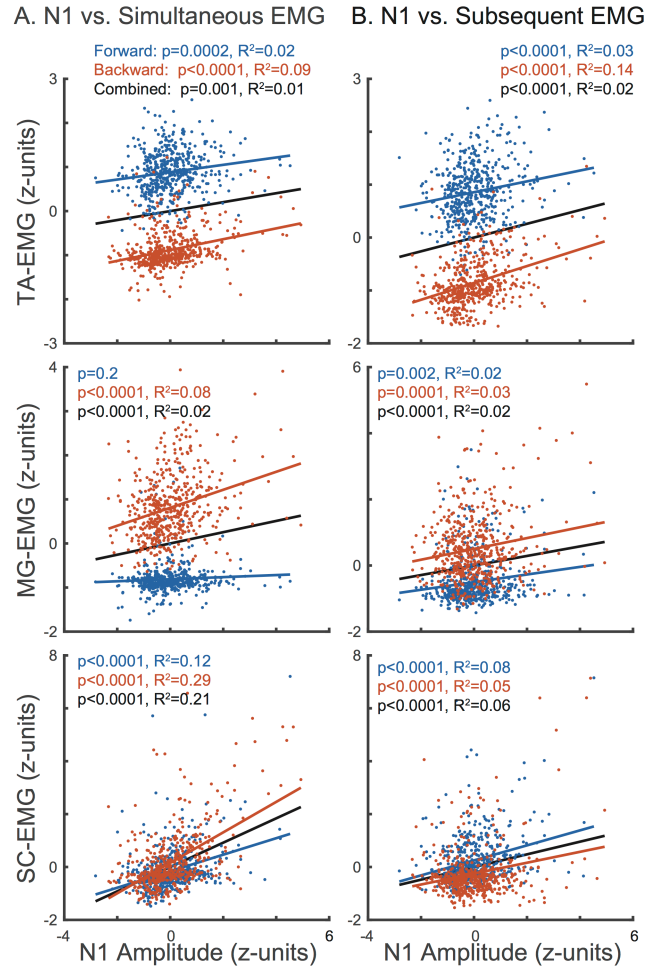 A. N1 vs. Simultaneous EMG
B. N1 vs. Subsequent EMG
Forward: p=0.0002, R²=0.02
Backward: p<0.0001, R²=0.09
Combined: p=0.001, R²=0.01
3
0
-3
TA-EMG (z-units)
p<0.0001, R²=0.03
p<0.0001, R²=0.14
p<0.0001, R²=0.02
3
0
-2
p=0.2
p<0.0001, R²=0.08
p<0.0001, R²=0.02
4
0
-2
MG-EMG (z-units)
p=0.002, R²=0.02
p=0.0001, R²=0.03
p<0.0001, R²=0.02
6
0
-2
p<0.0001, R²=0.12
p<0.0001, R²=0.29
p<0.0001, R²=0.21
8
0
-2
SC-EMG (z-units)
-4 0 6
N1 Amplitude (z-units)
p<0.0001, R²=0.08
p<0.0001, R²=0.05
p<0.0001, R²=0.06
8
0
-2
-4 0 6
N1 Amplitude (z-units)